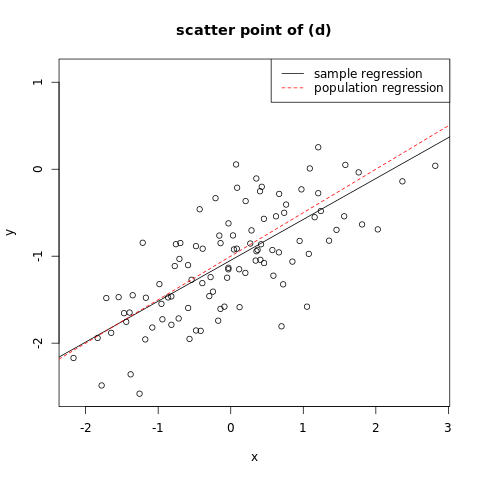 scatter point of (d)
sample regression
population regression
1
0
-1
-2
y
-2 -1 0 1 2 3
x